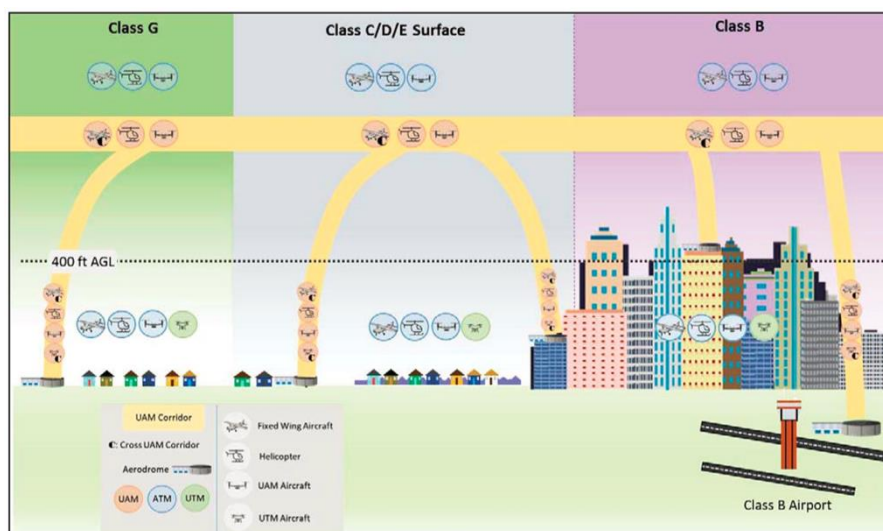 Class G
Class C/D/E Surface
Class B
400 ft AGL
UAM Corridor
C: Cross UAM Corridor
Aerodrome
UAM ATM UTM
Fixed Wing Aircraft
Helicopter
UAM Aircraft
UTM Aircraft
Class B Airport